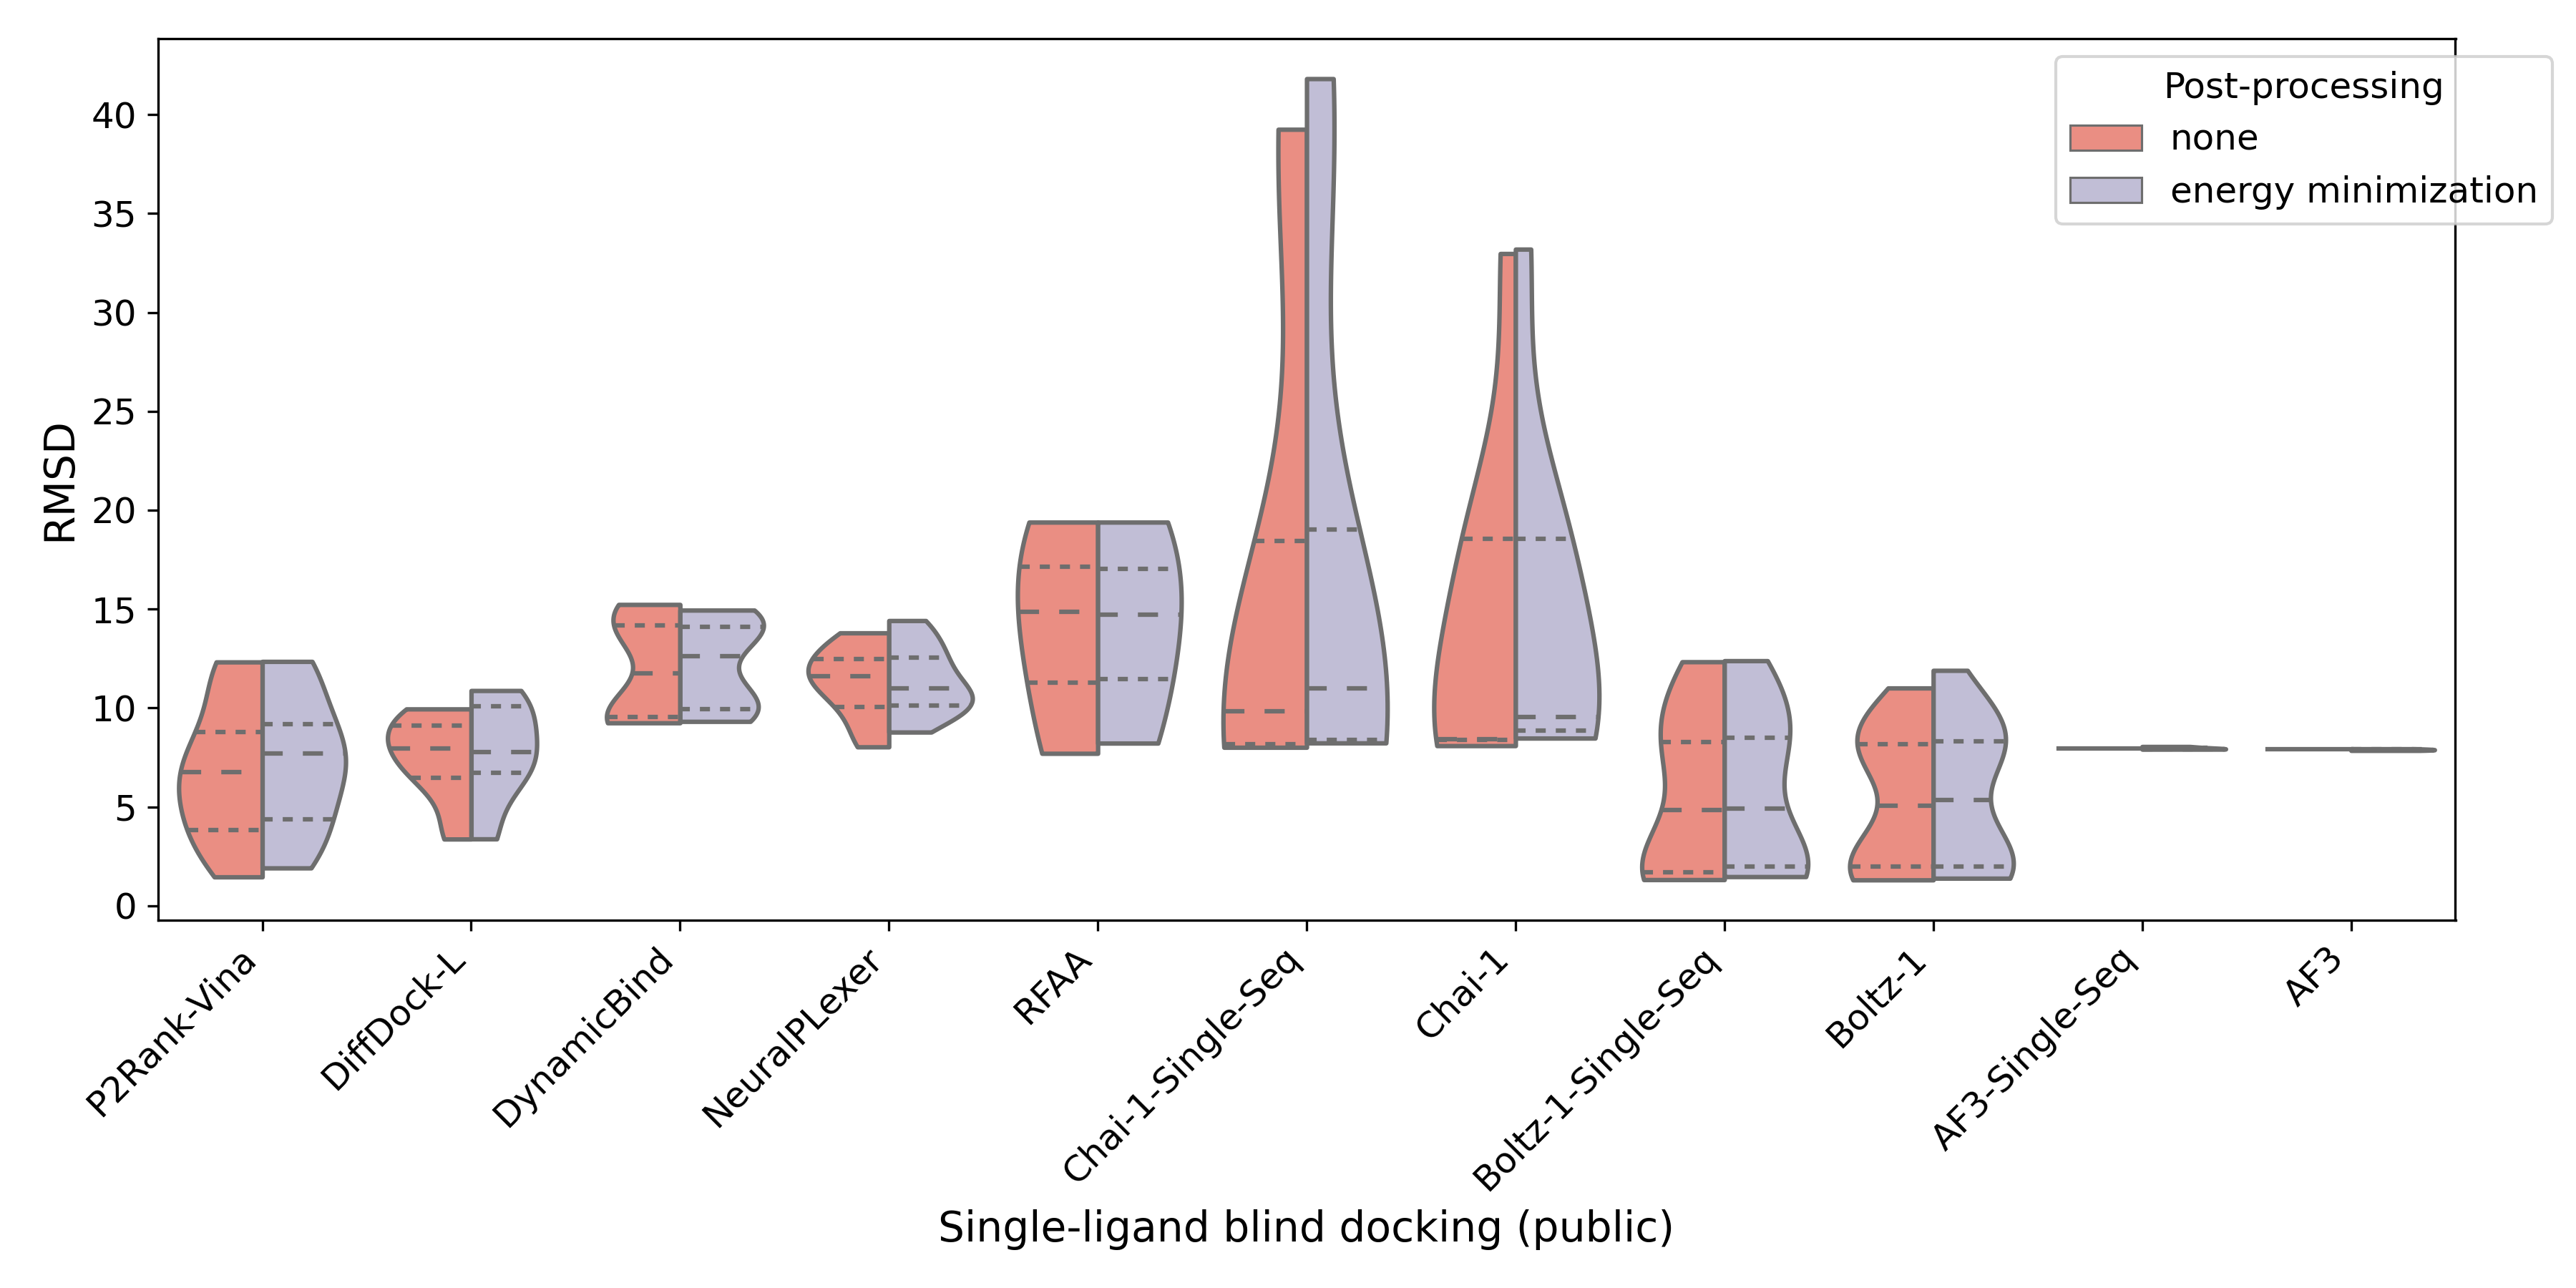 Post-processing
none
energy minimization
RMSD
40
35
30
25
20
15
10
5
0
P2Rank-Vina
DiffDock-L
DynamicBind
NeuralPLexer
RFAA
Chai-1-Single-Seq
Chai-1
Boltz-1-Single-Seq
Boltz-1
AF3-Single-Seq
AF3
Single-ligand blind docking (public)